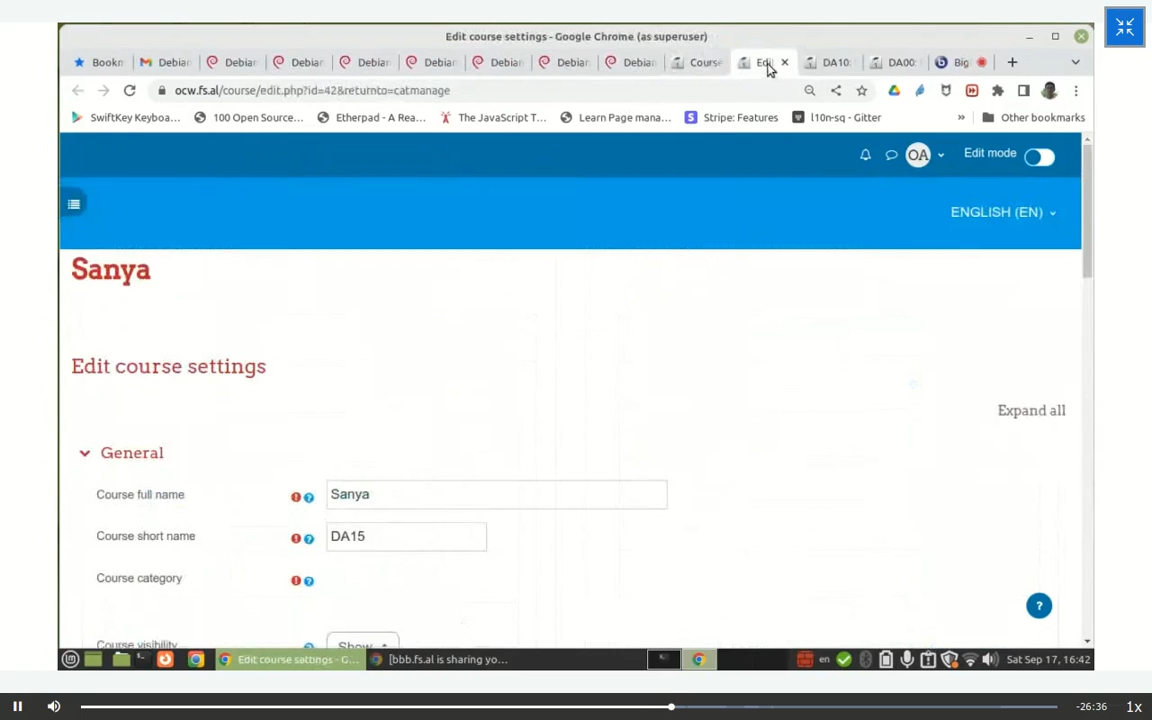 Edit course settings - Google Chrome (as superuser)
Bookn
Debian
Debian
Debian
Debian
Debian
Debian
Debian
Debian
Course
Edit
DA10:
DA00:
Big
ocw.fs.al/course/edit.php?id=42&returnto=catmanage
SwiftKey Keyboa...
100 Open Source...
Etherpad - A Rea...
The JavaScript T...
Learn Page mana...
Stripe: Features
l10n-sq - Gitter
»
Other bookmarks
OA
Edit mode
ENGLISH (EN)
Sanya
Edit course settings
Expand all
General
Course full name
Sanya
Course short name
DA15
Course category
Course visibility
Show
?
Edit course settings - G...
[bbb.fs.al is sharing yo...
en
Sat Sep 17, 16:42
-26:36
1x